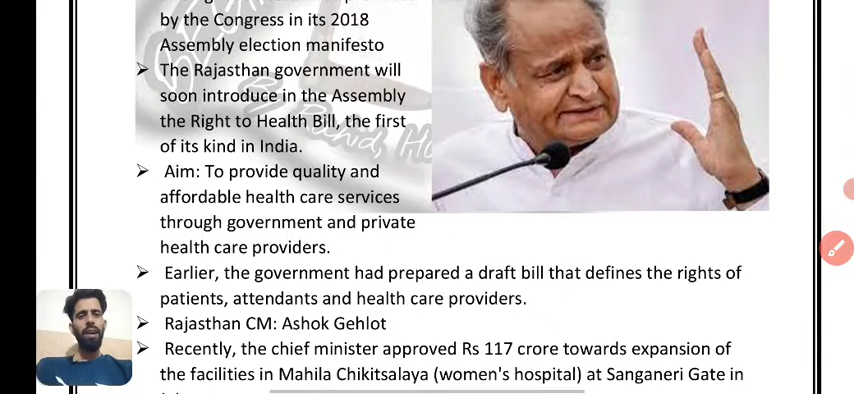 by the Congress in its 2018
Assembly election manifesto
➢ The Rajasthan government will
soon introduce in the Assembly
the Right to Health Bill, the first
of its kind in India.
➢ Aim: To provide quality and
affordable health care services
through government and private
health care providers.
➢ Earlier, the government had prepared a draft bill that defines the rights of
patients, attendants and health care providers.
➢ Rajasthan CM: Ashok Gehlot
➢ Recently, the chief minister approved Rs 117 crore towards expansion of
the facilities in Mahila Chikitsalaya (women's hospital) at Sanganeri Gate in